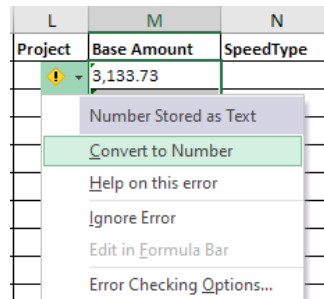 L M N
Project Base Amount SpeedType
3,133.73
Number Stored as Text
Convert to Number
Help on this error
Ignore Error
Edit in Formula Bar
Error Checking Options...